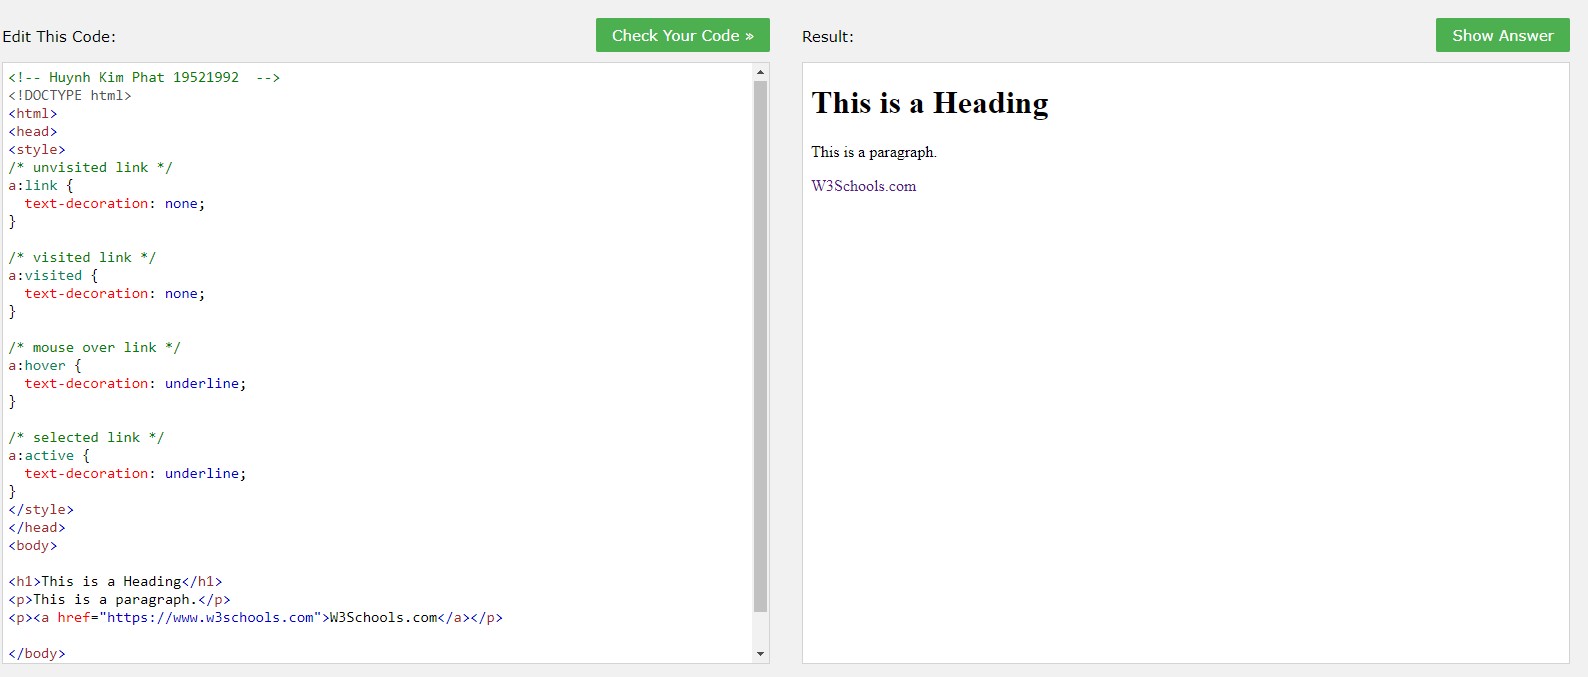 Edit This Code:
Check Your Code »
<!-- Huynh Kim Phat 19521992  -->
<!DOCTYPE html>
<html>
<head>
<style>
/* unvisited link */
a:link {
  text-decoration: none;
}

/* visited link */
a:visited {
  text-decoration: none;
}

/* mouse over link */
a:hover {
  text-decoration: underline;
}

/* selected link */
a:active {
  text-decoration: underline;
}
</style>
</head>
<body>

<h1>This is a Heading</h1>
<p>This is a paragraph.</p>
<p><a href="https://www.w3schools.com">W3Schools.com</a></p>

</body>
Result:
Show Answer
This is a Heading
This is a paragraph.
W3Schools.com